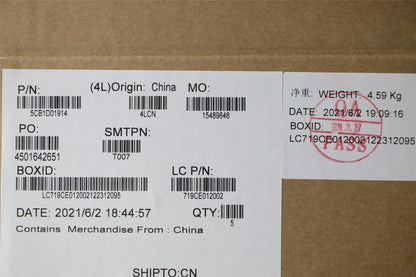 P/N:
(4L)Origin: China
MO:
5CB1D01914
4LCN
15489648
PO:
SMTPN:
4501642651
T007
BOXID:
LC P/N:
LC719CE012002122312095
719CE012002
DATE: 2021/6/2 18:44:57
QTY:
5
Contains Merchandise From : China
SHIPTO:CN
净重: WEIGHT: 4.59 Kg
DATE: 2021/6/2 19:09:16
BOXID:
LC719CE012002122312095
QA
PASS